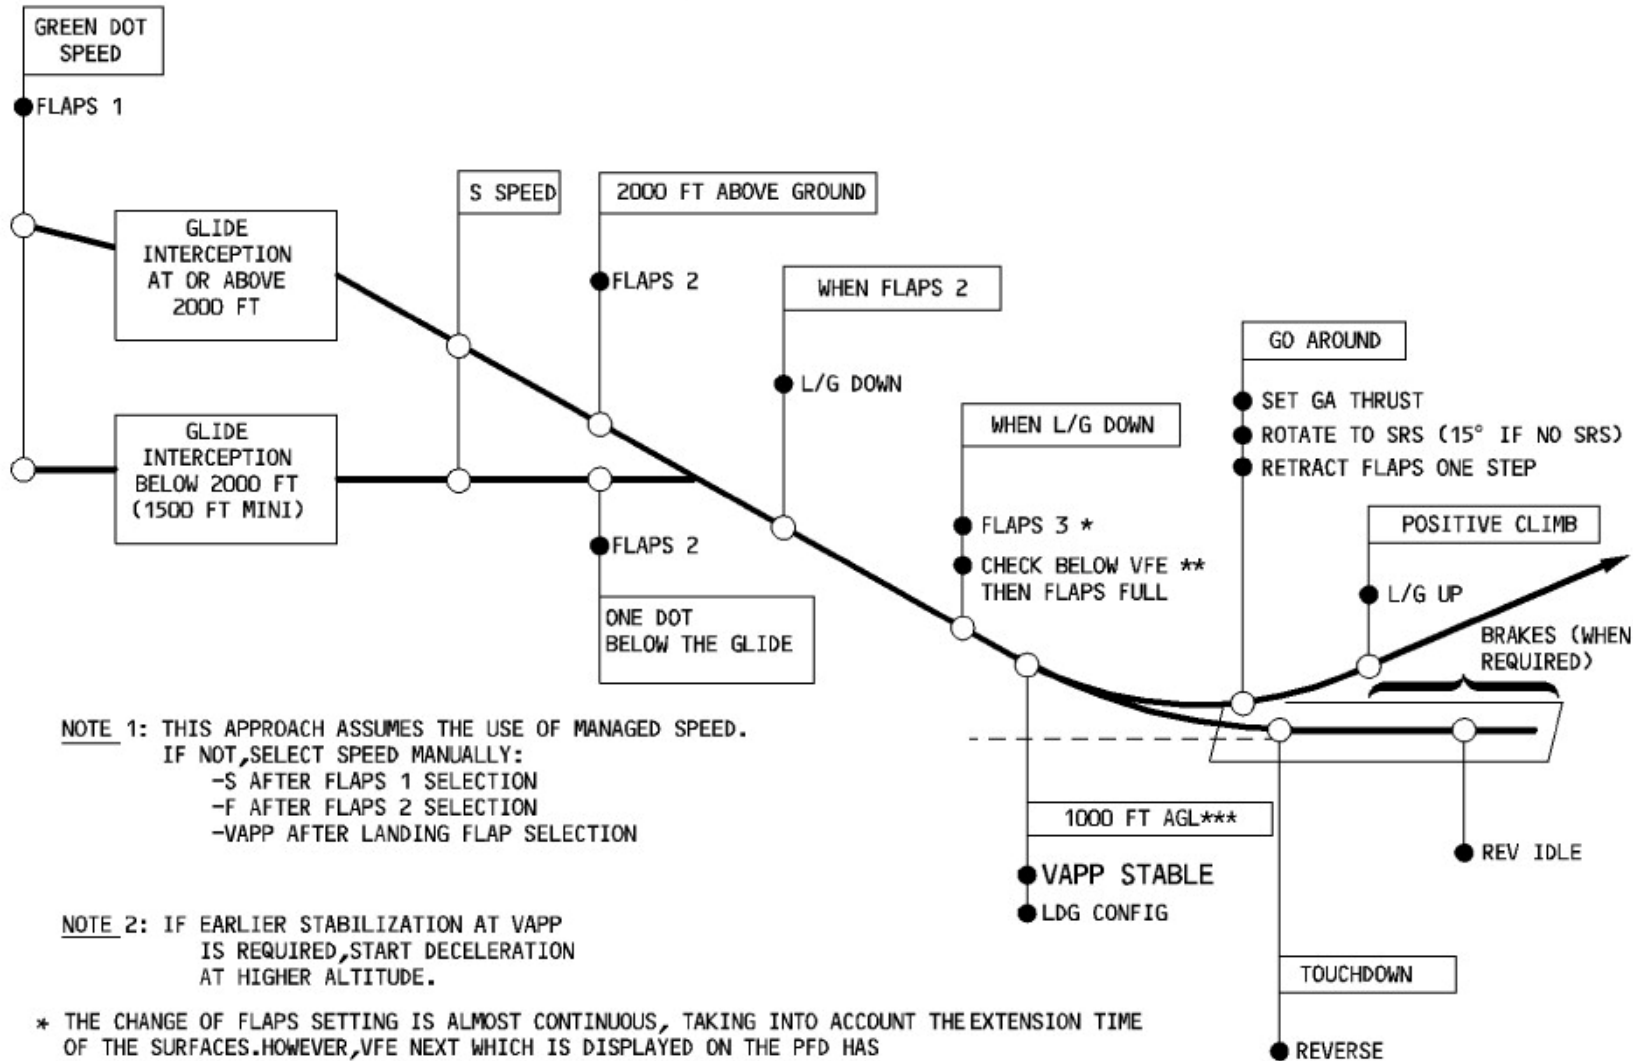 GREEN DOT
SPEED
FLAPS 1
GLIDE
INTERCEPTION
AT OR ABOVE
2000 FT
S SPEED
2000 FT ABOVE GROUND
FLAPS 2
WHEN FLAPS 2
L/G DOWN
GLIDE
INTERCEPTION
BELOW 2000 FT
(1500 FT MINI)
FLAPS 2
ONE DOT
BELOW THE GLIDE
WHEN L/G DOWN
FLAPS 3 *
CHECK BELOW VFE **
THEN FLAPS FULL
GO AROUND
SET GA THRUST
ROTATE TO SRS (15° IF NO SRS)
RETRACT FLAPS ONE STEP
POSITIVE CLIMB
L/G UP
BRAKES (WHEN
REQUIRED)
1000 FT AGL***
VAPP STABLE
LDG CONFIG
REV IDLE
TOUCHDOWN
REVERSE
NOTE 1: THIS APPROACH ASSUMES THE USE OF MANAGED SPEED.
IF NOT,SELECT SPEED MANUALLY:
-S AFTER FLAPS 1 SELECTION
-F AFTER FLAPS 2 SELECTION
-VAPP AFTER LANDING FLAP SELECTION
NOTE 2: IF EARLIER STABILIZATION AT VAPP
IS REQUIRED,START DECELERATION
AT HIGHER ALTITUDE.
* THE CHANGE OF FLAPS SETTING IS ALMOST CONTINUOUS, TAKING INTO ACCOUNT THE EXTENSION TIME
OF THE SURFACES.HOWEVER,VFE NEXT WHICH IS DISPLAYED ON THE PFD HAS